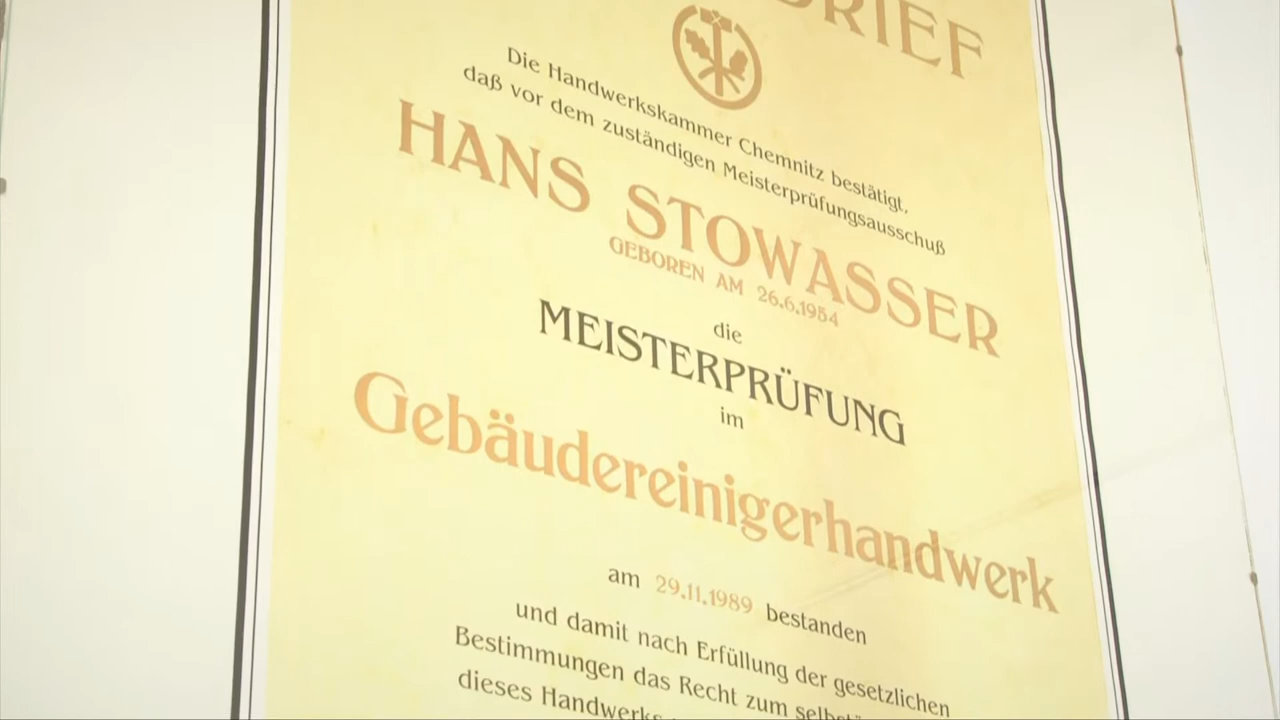 BRIEF
Die Handwerkskammer Chemnitz bestätigt,
daß vor dem zuständigen Meisterprüfungsausschuß
HANS STOWASSER
GEBOREN AM 26.6.1954
die
MEISTERPRÜFUNG
im
Gebäudereinigerhandwerk
am 29.11.1989 bestanden
und damit nach Erfüllung der gesetzlichen
Bestimmungen das Recht zum
dieses